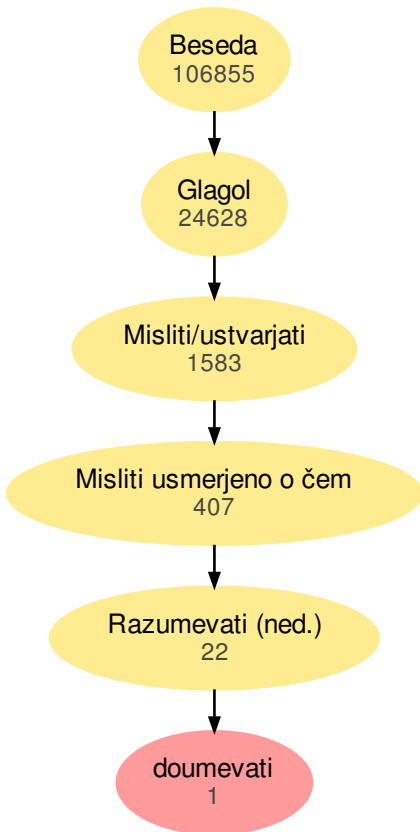 Beseda
106855
Glagol
24628
Misliti/ustvarjati
1583
Misliti usmerjeno o čem
407
Razumevati (ned.)
22
doumevati
1